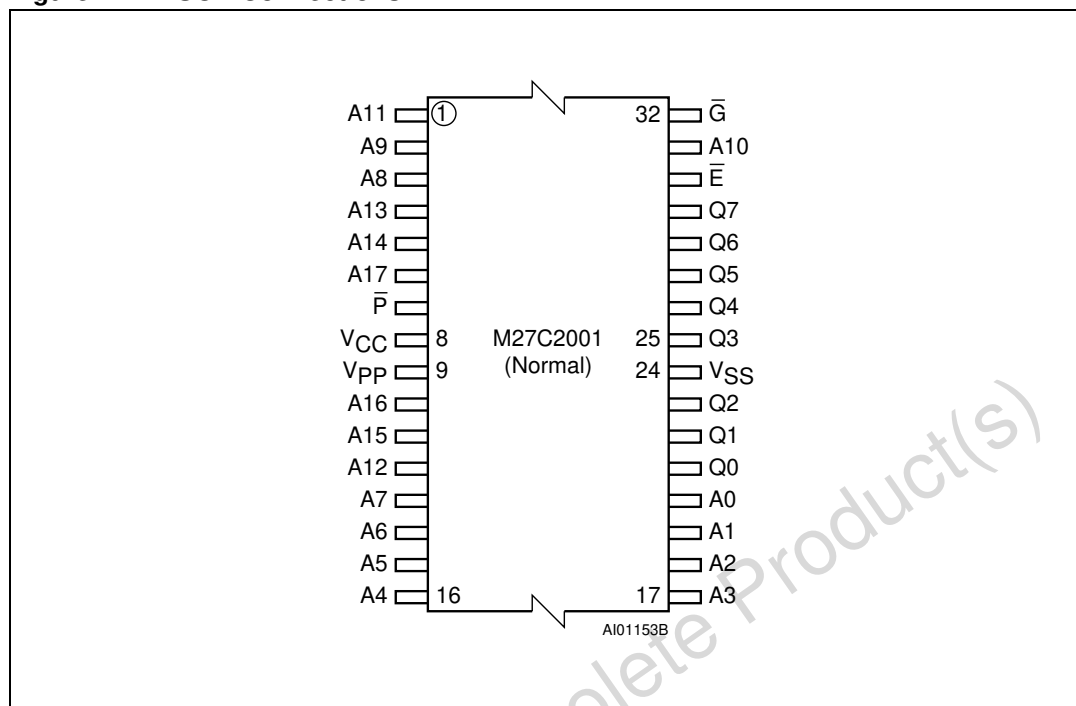 A11 1 32 G̅
A9 A10
A8 E̅
A13 Q7
A14 Q6
A17 Q5
P̅ Q4
VCC 8 M27C2001 25 Q3
VPP 9 (Normal) 24 VSS
A16 Q2
A15 Q1
A12 Q0
A7 A0
A6 A1
A5 A2
A4 16 17 A3
AI01153B
Product(s)